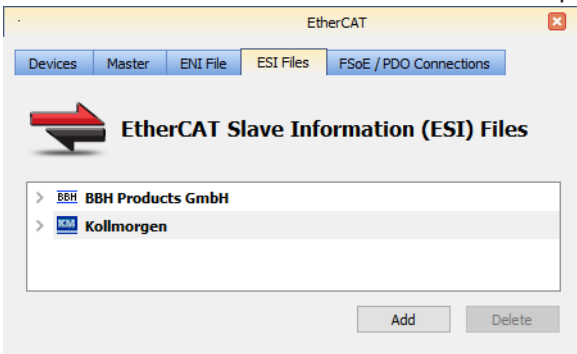 EtherCAT
Devices Master ENI File ESI Files FSoE / PDO Connections
EtherCAT Slave Information (ESI) Files
BBH BBH Products GmbH
KM Kollmorgen
Add Delete